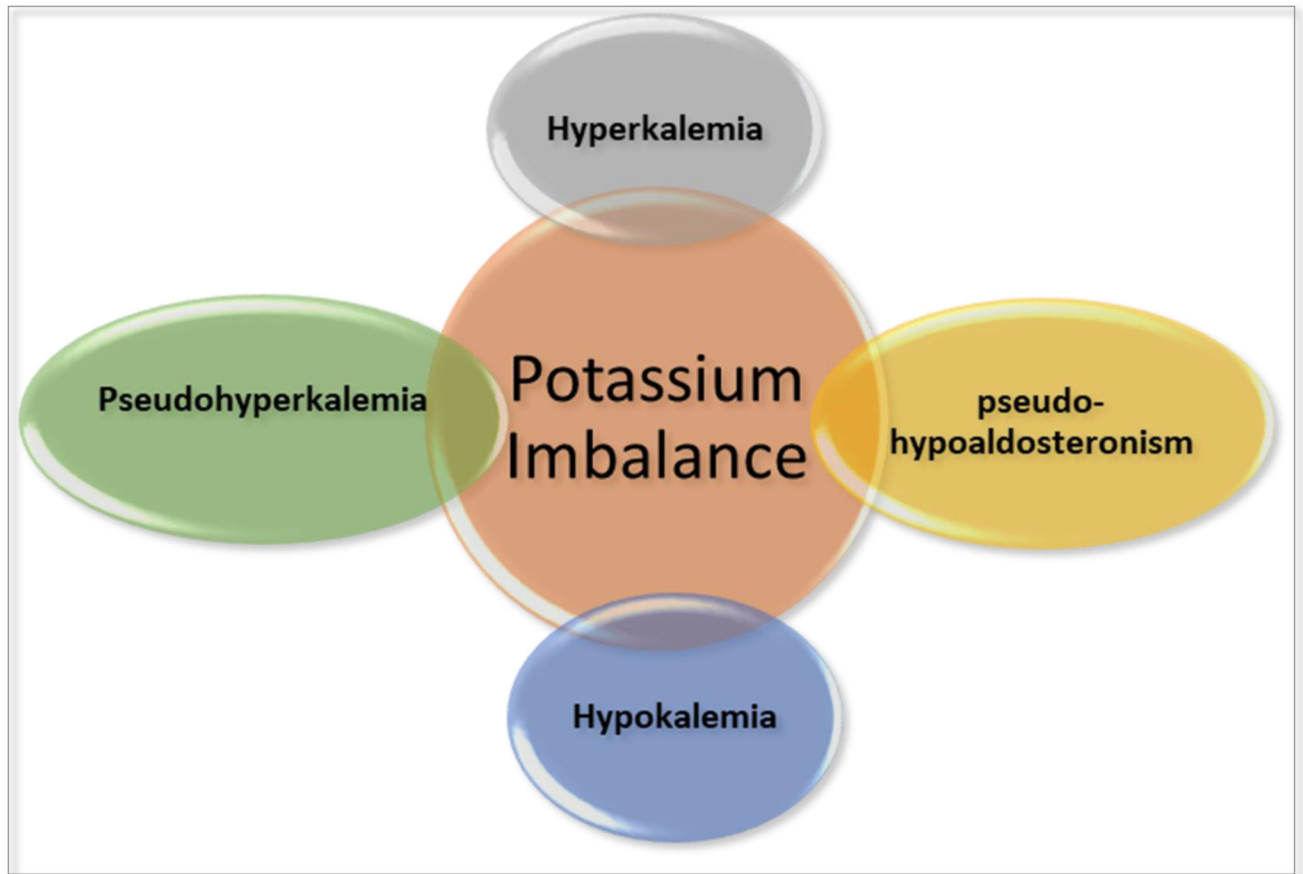 Hyperkalemia
Pseudohyperkalemia
Potassium
Imbalance
pseudo-
hypoaldosteronism
Hypokalemia